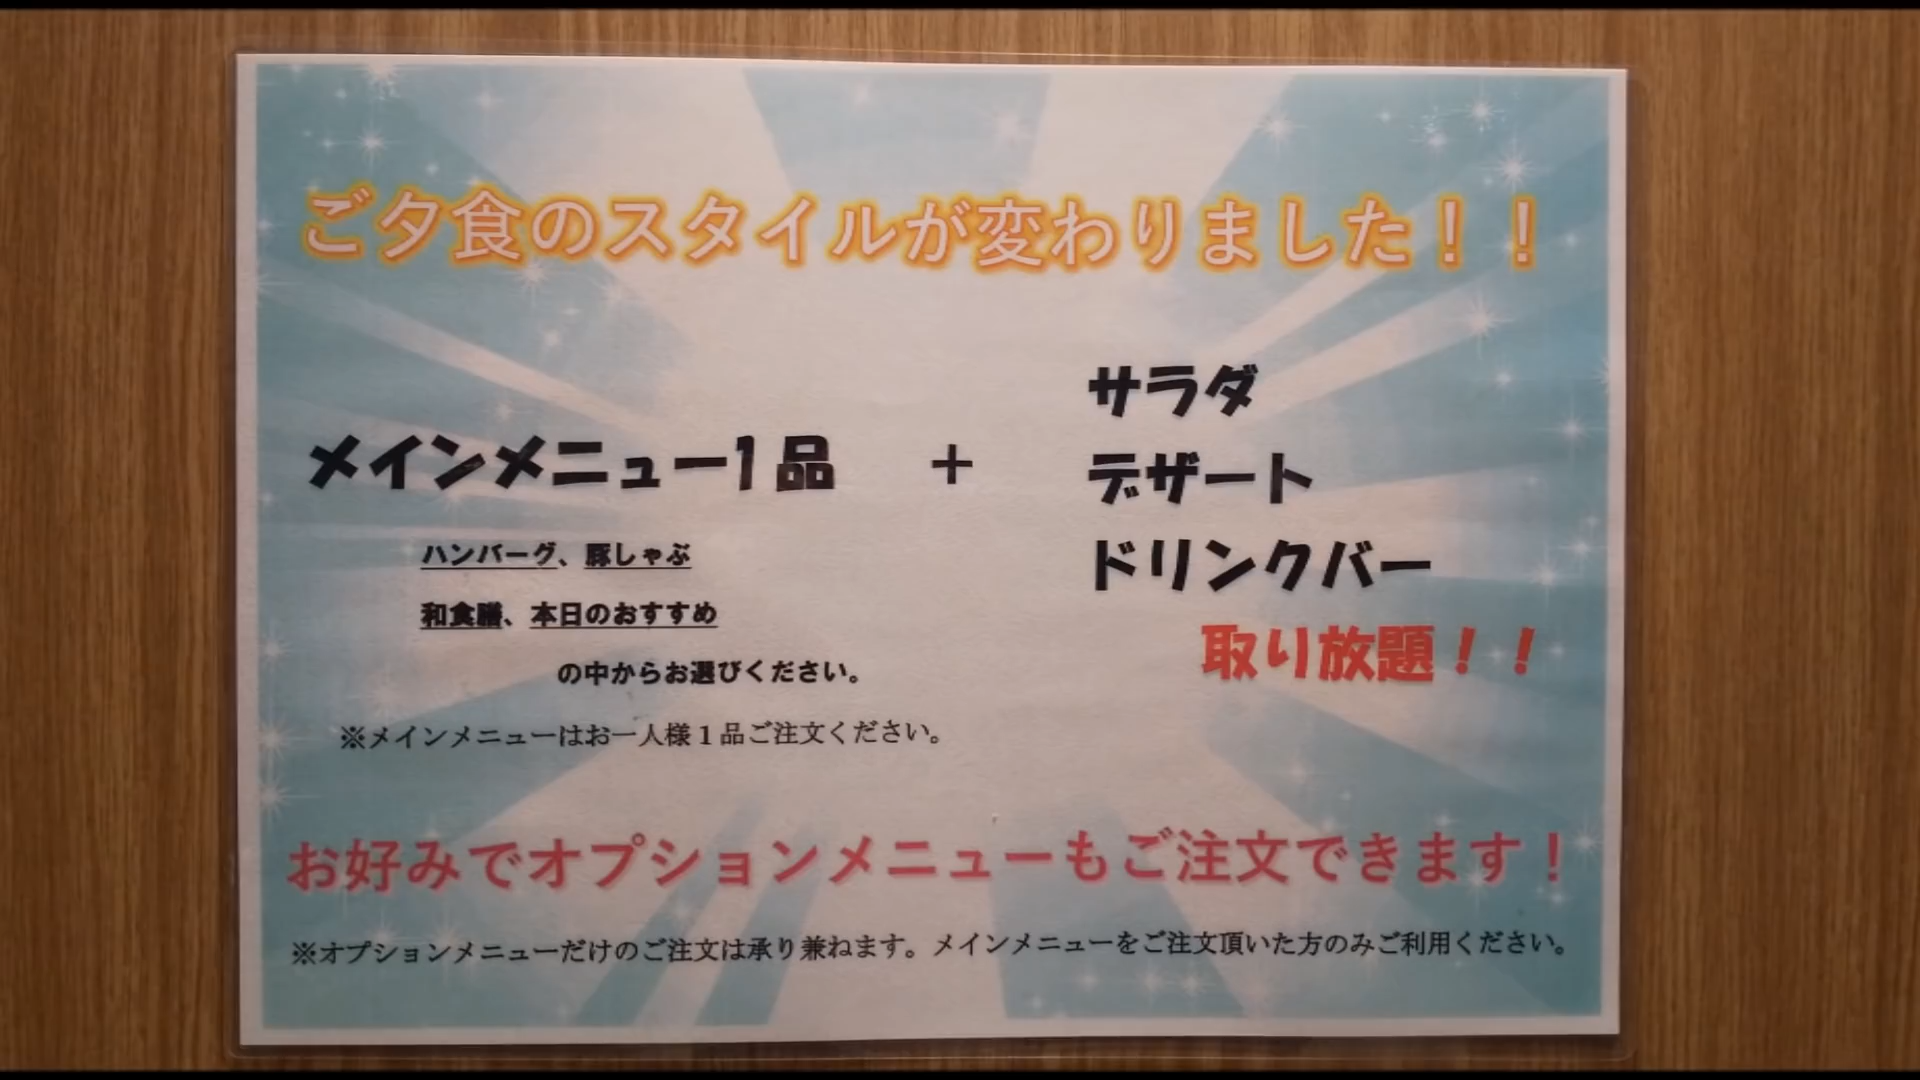 ご夕食のスタイルが変わりました！！
メインメニュー1品 ＋
サラダ
デザート
ドリンクバー
取り放題！！
ハンバーグ、豚しゃぶ
和食膳、本日のおすすめ
の中からお選びください。
※メインメニューはお一人様1品ご注文ください。
お好みでオプションメニューもご注文できます！
※オプションメニューだけのご注文は承り兼ねます。メインメニューをご注文頂いた方のみご利用ください。